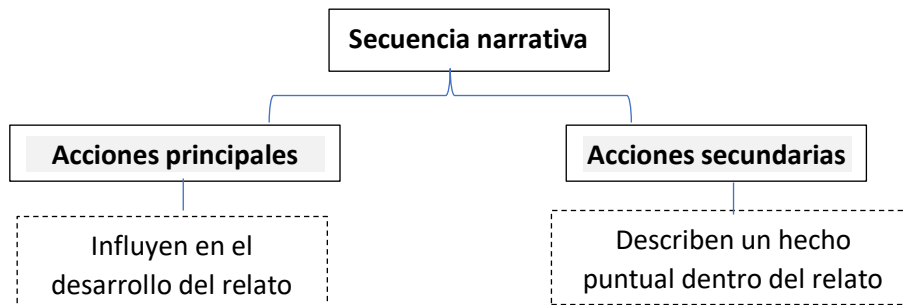 Secuencia narrativa
Acciones principales
Acciones secundarias
Influyen en el
desarrollo del relato
Describen un hecho
puntual dentro del relato